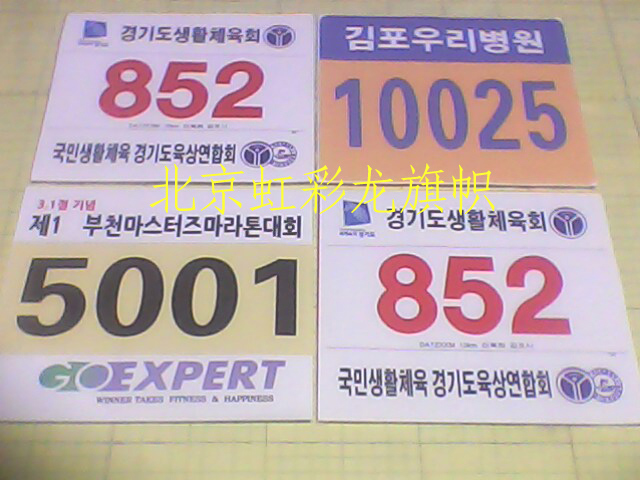 경기도생활체육회
852
국민생활체육 경기도육상연합회
김포우리병원
10025
北京虹彩龙旗帜
3.1절 기념
제1 부천마스터즈마라톤대회
5001
GOEXPERT
WINNER TAKES FITNESS & HAPPINESS
경기도생활체육회
852
국민생활체육 경기도육상연합회